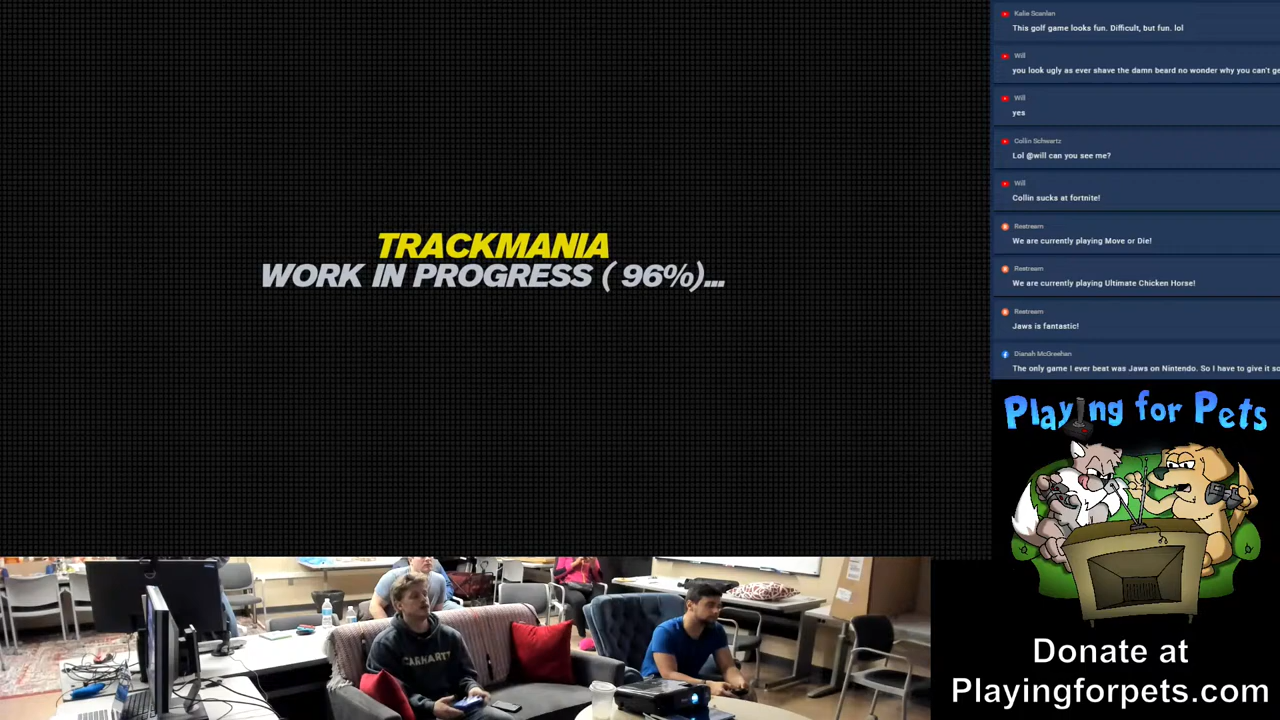 TRACKMANIA
WORK IN PROGRESS ( 96%)...
Kalie Scanlan
This golf game looks fun. Difficult, but fun. lol
Will
you look ugly as ever shave the damn beard no wonder why you can't ge
Will
yes
Collin Schwartz
Lol @will can you see me?
Will
Collin sucks at fortnite!
Restream
We are currently playing Move or Die!
Restream
We are currently playing Ultimate Chicken Horse!
Restream
Jaws is fantastic!
Dianah McGreehan
The only game I ever beat was Jaws on Nintendo. So I have to give it so
Playing for Pets
CARHARTT
Donate at
Playingforpets.com